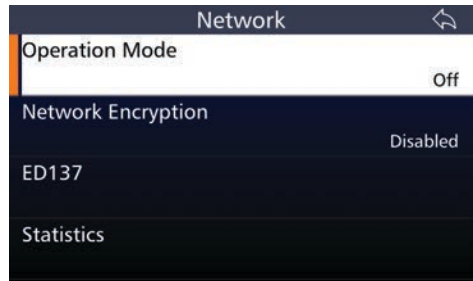 Network
Operation Mode
Off
Network Encryption
Disabled
ED137
Statistics